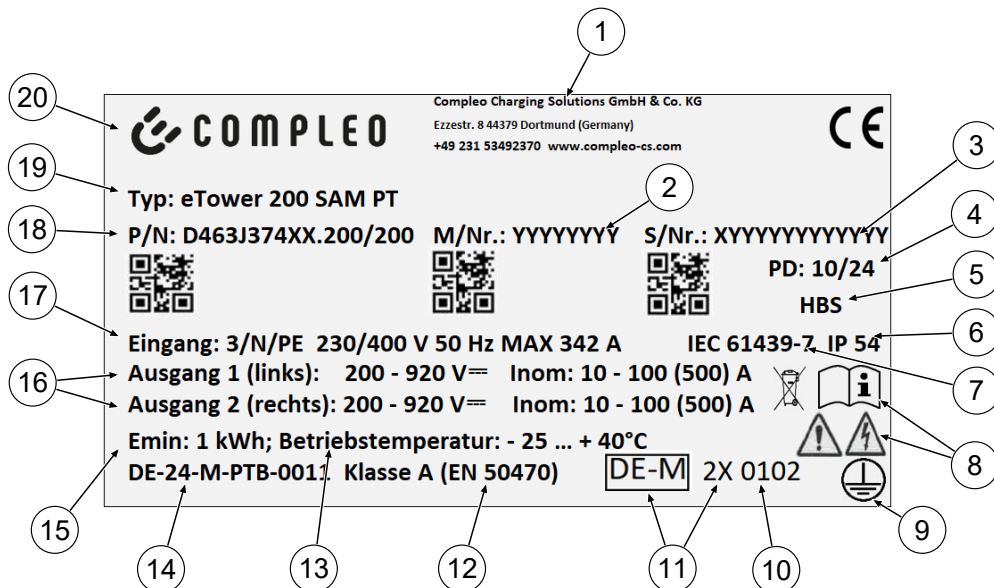 1
20
COMPLEO
Compleo Charging Solutions GmbH & Co. KG
Ezzestr. 8 44379 Dortmund (Germany)
+49 231 53492370 www.compleo-cs.com
CE
3
19
Typ: eTower 200 SAM PT
2
18
P/N: D463J374XX.200/200 M/Nr.: YYYYYYYY S/Nr.: XYYYYYYYYYYYY
4
PD: 10/24
5
HBS
17
Eingang: 3/N/PE 230/400 V 50 Hz MAX 342 A IEC 61439-7 IP 54
6
7
16
Ausgang 1 (links): 200 - 920 V⎓ Inom: 10 - 100 (500) A
Ausgang 2 (rechts): 200 - 920 V⎓ Inom: 10 - 100 (500) A
i
8
Emin: 1 kWh; Betriebstemperatur: - 25 ... + 40°C
DE-24-M-PTB-0011 Klasse A (EN 50470)
DE-M 2X 0102
15
14
13
12
11
10
9